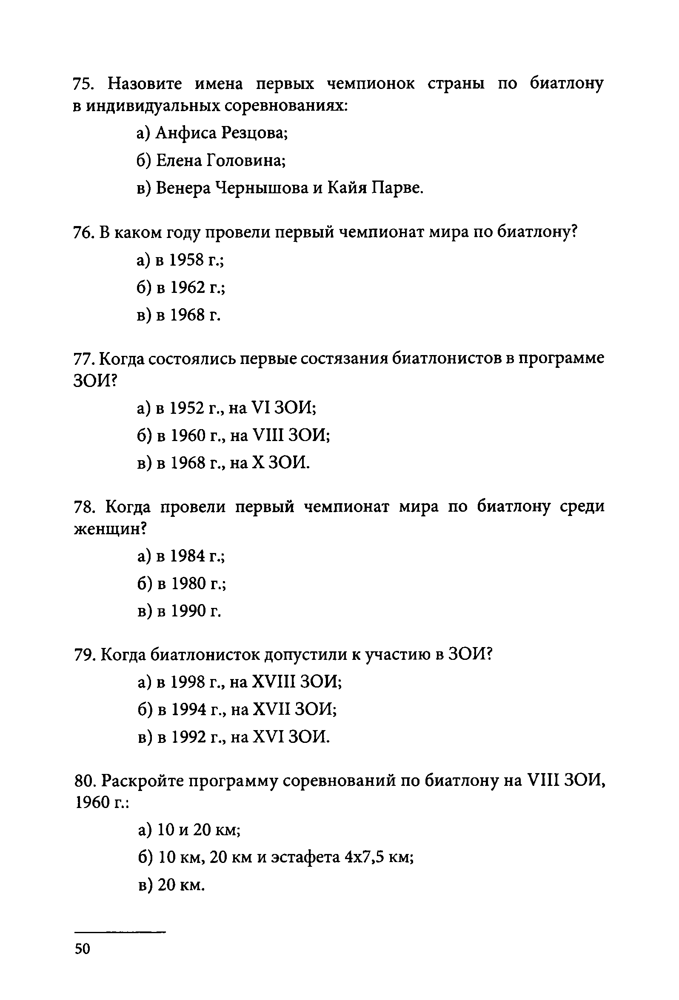 75. Назовите имена первых чемпионок страны по биатлону
в индивидуальных соревнованиях:
а) Анфиса Резцова;
б) Елена Головина;
в) Венера Чернышова и Кайя Парве.
76. В каком году провели первый чемпионат мира по биатлону?
а) в 1958 г.;
б) в 1962 г.;
в) в 1968 г.
77. Когда состоялись первые состязания биатлонистов в программе
ЗОИ?
а) в 1952 г., на VI ЗОИ;
б) в 1960 г., на VIII ЗОИ;
в) в 1968 г., на X ЗОИ.
78. Когда провели первый чемпионат мира по биатлону среди
женщин?
а) в 1984 г.;
б) в 1980 г.;
в) в 1990 г.
79. Когда биатлонисток допустили к участию в ЗОИ?
а) в 1998 г., на XVIII ЗОИ;
б) в 1994 г., на XVII ЗОИ;
в) в 1992 г., на XVI ЗОИ.
80. Раскройте программу соревнований по биатлону на VIII ЗОИ,
1960 г.:
а) 10 и 20 км;
б) 10 км, 20 км и эстафета 4х7,5 км;
в) 20 км.
50